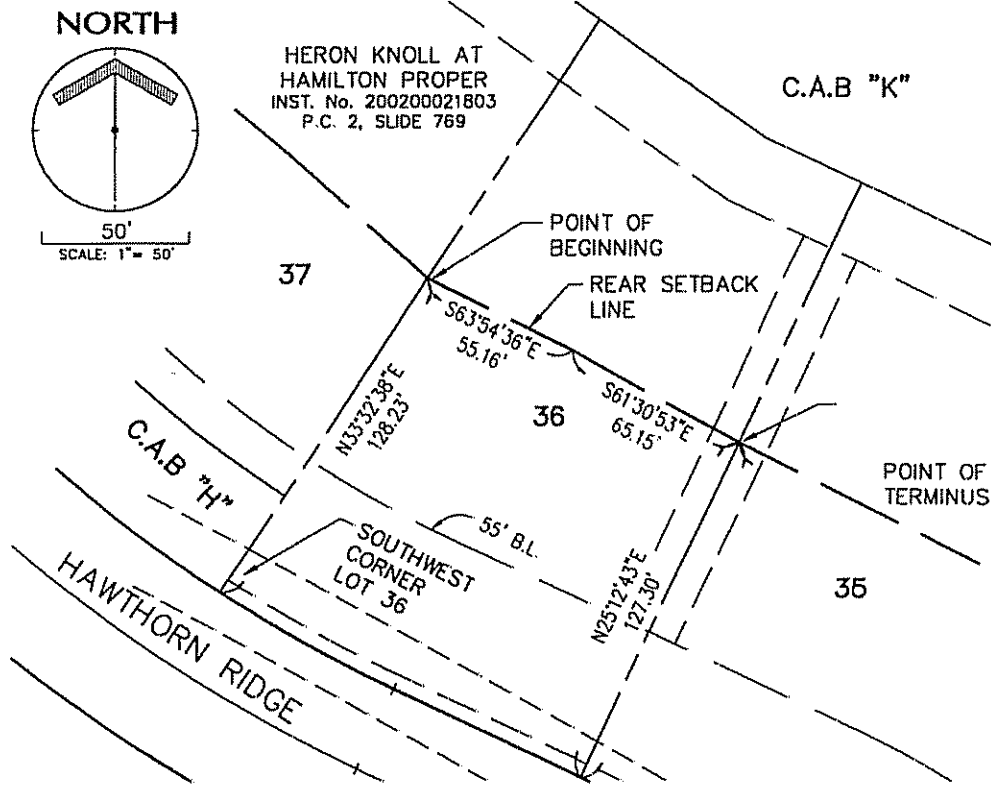 NORTH
50'
SCALE: 1"= 50'
HERON KNOLL AT
HAMILTON PROPER
INST. No. 200200021803
P.C. 2, SLIDE 769
C.A.B "K"
POINT OF
BEGINNING
REAR SETBACK
LINE
37
S63°54'36"E
55.16'
S61°30'53"E
65.15'
36
N33°32'38"E
128.23'
C.A.B "H"
POINT OF
TERMINUS
55' B.L.
SOUTHWEST
CORNER
LOT 36
N25°12'43"E
127.30'
35
HAWTHORN RIDGE